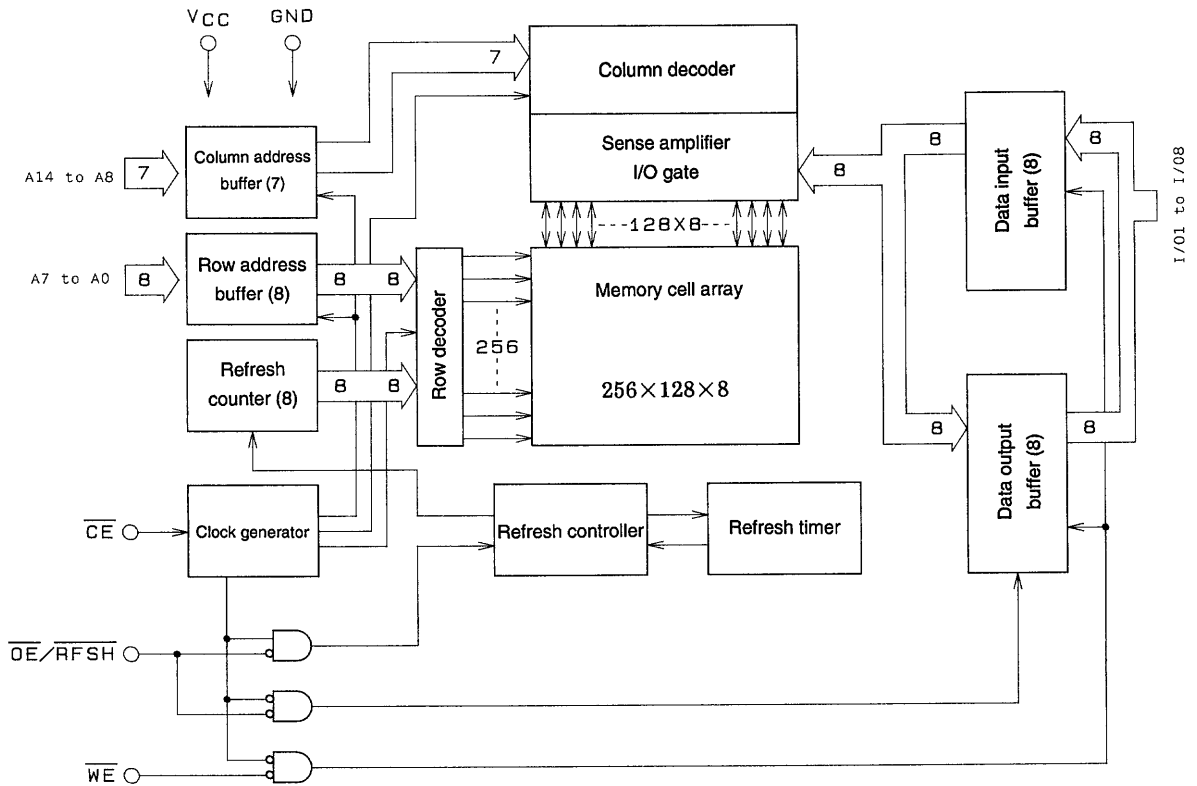 VCC
GND
7
Column decoder
Column address
buffer (7)
A14 to A8
7
Sense amplifier
I/O gate
8
8
8
Data input
buffer (8)
I/O1 to I/O8
128X8
Row address
buffer (8)
A7 to A0
8
8
8
Row decoder
256
Memory cell array
256×128×8
Refresh
counter (8)
8
8
8
8
Data output
buffer (8)
CE
Clock generator
Refresh controller
Refresh timer
OE/RFSH
WE